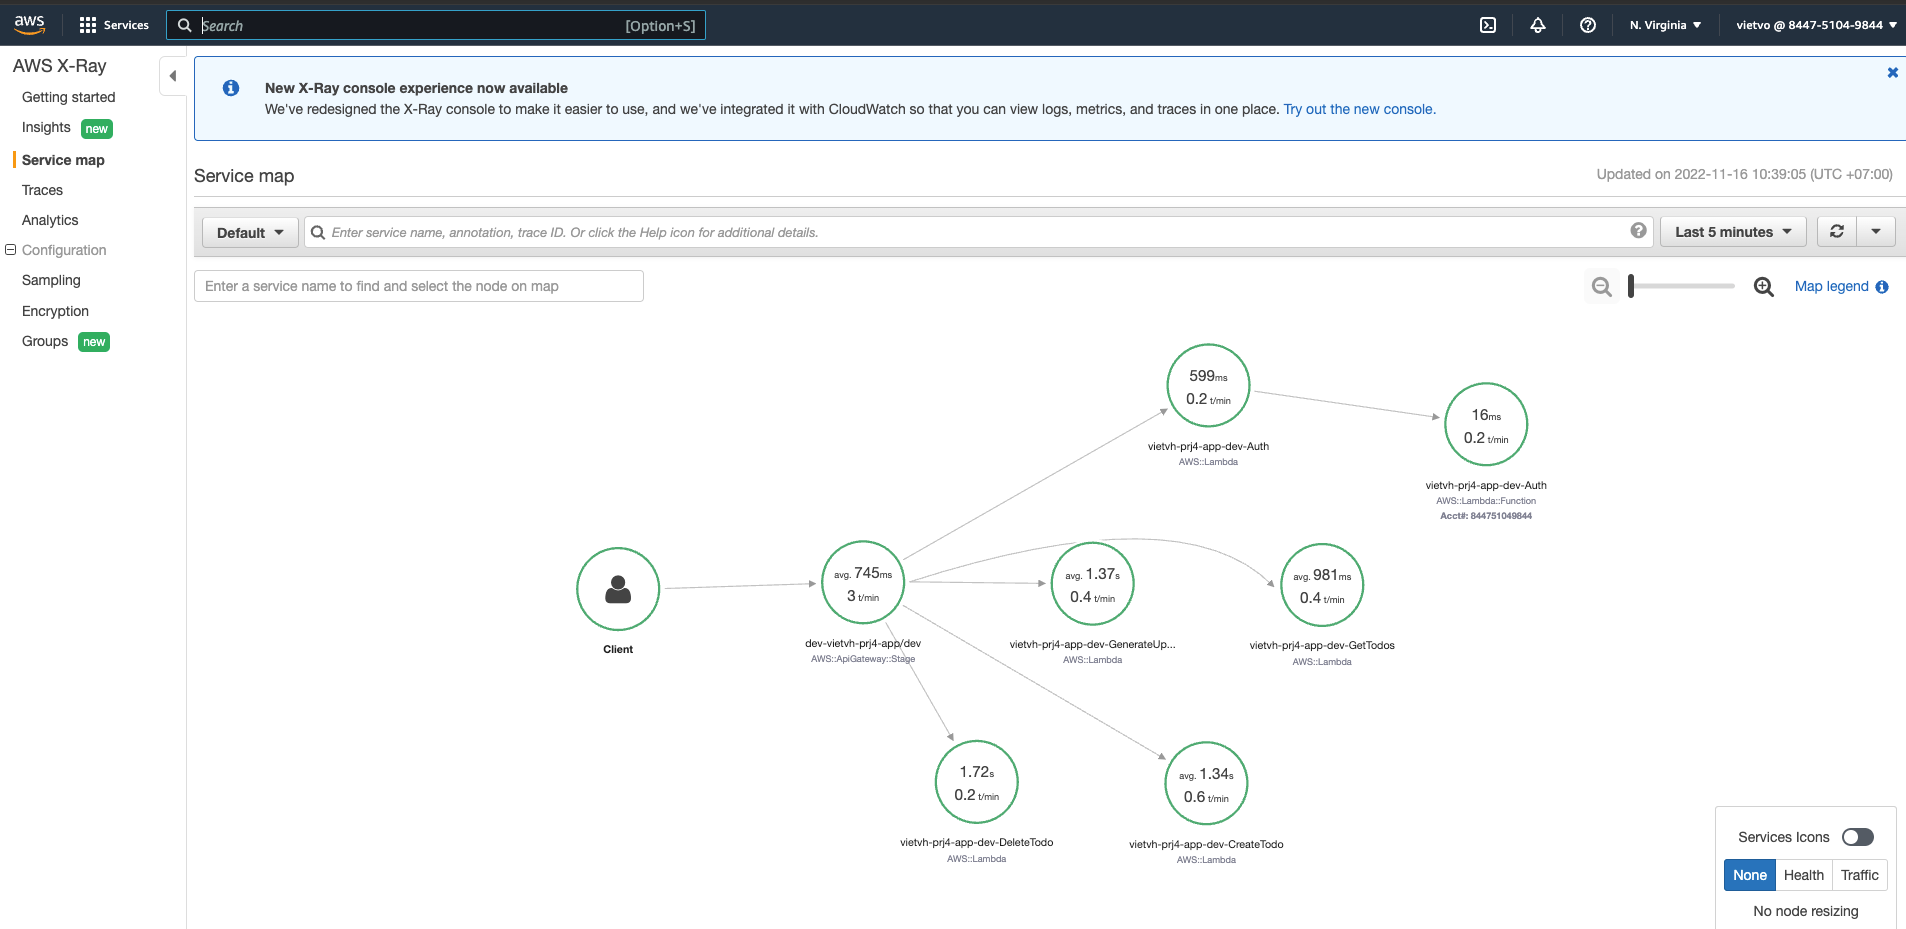 aws
Services
Search
[Option+S]
N. Virginia
vietvo @ 8447-5104-9844
AWS X-Ray
Getting started
Insights new
Service map
Traces
Analytics
Configuration
Sampling
Encryption
Groups new
New X-Ray console experience now available
We've redesigned the X-Ray console to make it easier to use, and we've integrated it with CloudWatch so that you can view logs, metrics, and traces in one place. Try out the new console.
Service map
Updated on 2022-11-16 10:39:05 (UTC +07:00)
Default
Enter service name, annotation, trace ID. Or click the Help icon for additional details.
Last 5 minutes
Enter a service name to find and select the node on map
Map legend
599ms
0.2 t/min
vietvh-prj4-app-dev-Auth
AWS::Lambda
16ms
0.2 t/min
vietvh-prj4-app-dev-Auth
AWS::Lambda::Function
Acct#: 844751049844
Client
avg. 745ms
3 t/min
dev-vietvh-prj4-app/dev
AWS::ApiGateway::Stage
avg. 1.37s
0.4 t/min
vietvh-prj4-app-dev-GenerateUp...
AWS::Lambda
avg. 981ms
0.4 t/min
vietvh-prj4-app-dev-GetTodos
AWS::Lambda
1.72s
0.2 t/min
vietvh-prj4-app-dev-DeleteTodo
AWS::Lambda
avg. 1.34s
0.6 t/min
vietvh-prj4-app-dev-CreateTodo
AWS::Lambda
Services Icons
None Health Traffic
No node resizing